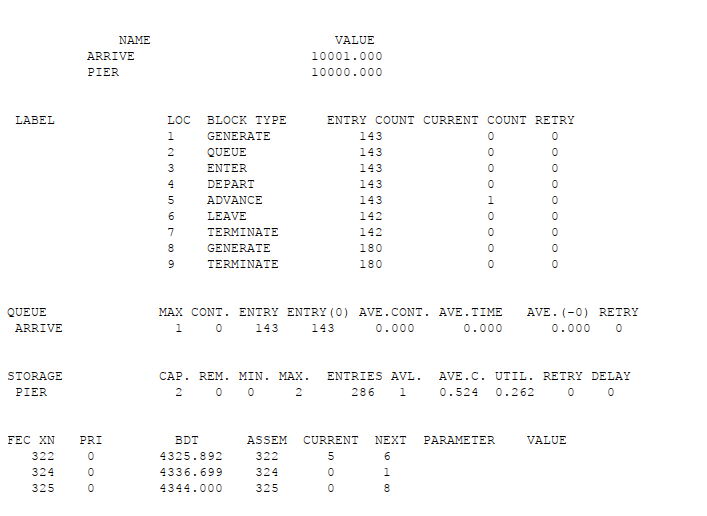 NAME VALUE
ARRIVE 10001.000
PIER 10000.000
LABEL LOC BLOCK TYPE ENTRY COUNT CURRENT COUNT RETRY
1 GENERATE 143 0 0
2 QUEUE 143 0 0
3 ENTER 143 0 0
4 DEPART 143 0 0
5 ADVANCE 143 1 0
6 LEAVE 142 0 0
7 TERMINATE 142 0 0
8 GENERATE 180 0 0
9 TERMINATE 180 0 0
QUEUE MAX CONT. ENTRY ENTRY(0) AVE.CONT. AVE.TIME AVE.(-0) RETRY
ARRIVE 1 0 143 143 0.000 0.000 0.000 0
STORAGE CAP. REM. MIN. MAX. ENTRIES AVL. AVE.C. UTIL. RETRY DELAY
PIER 2 0 0 2 286 1 0.524 0.262 0 0
FEC XN PRI BDT ASSEM CURRENT NEXT PARAMETER VALUE
322 0 4325.892 322 5 6
324 0 4336.699 324 0 1
325 0 4344.000 325 0 8